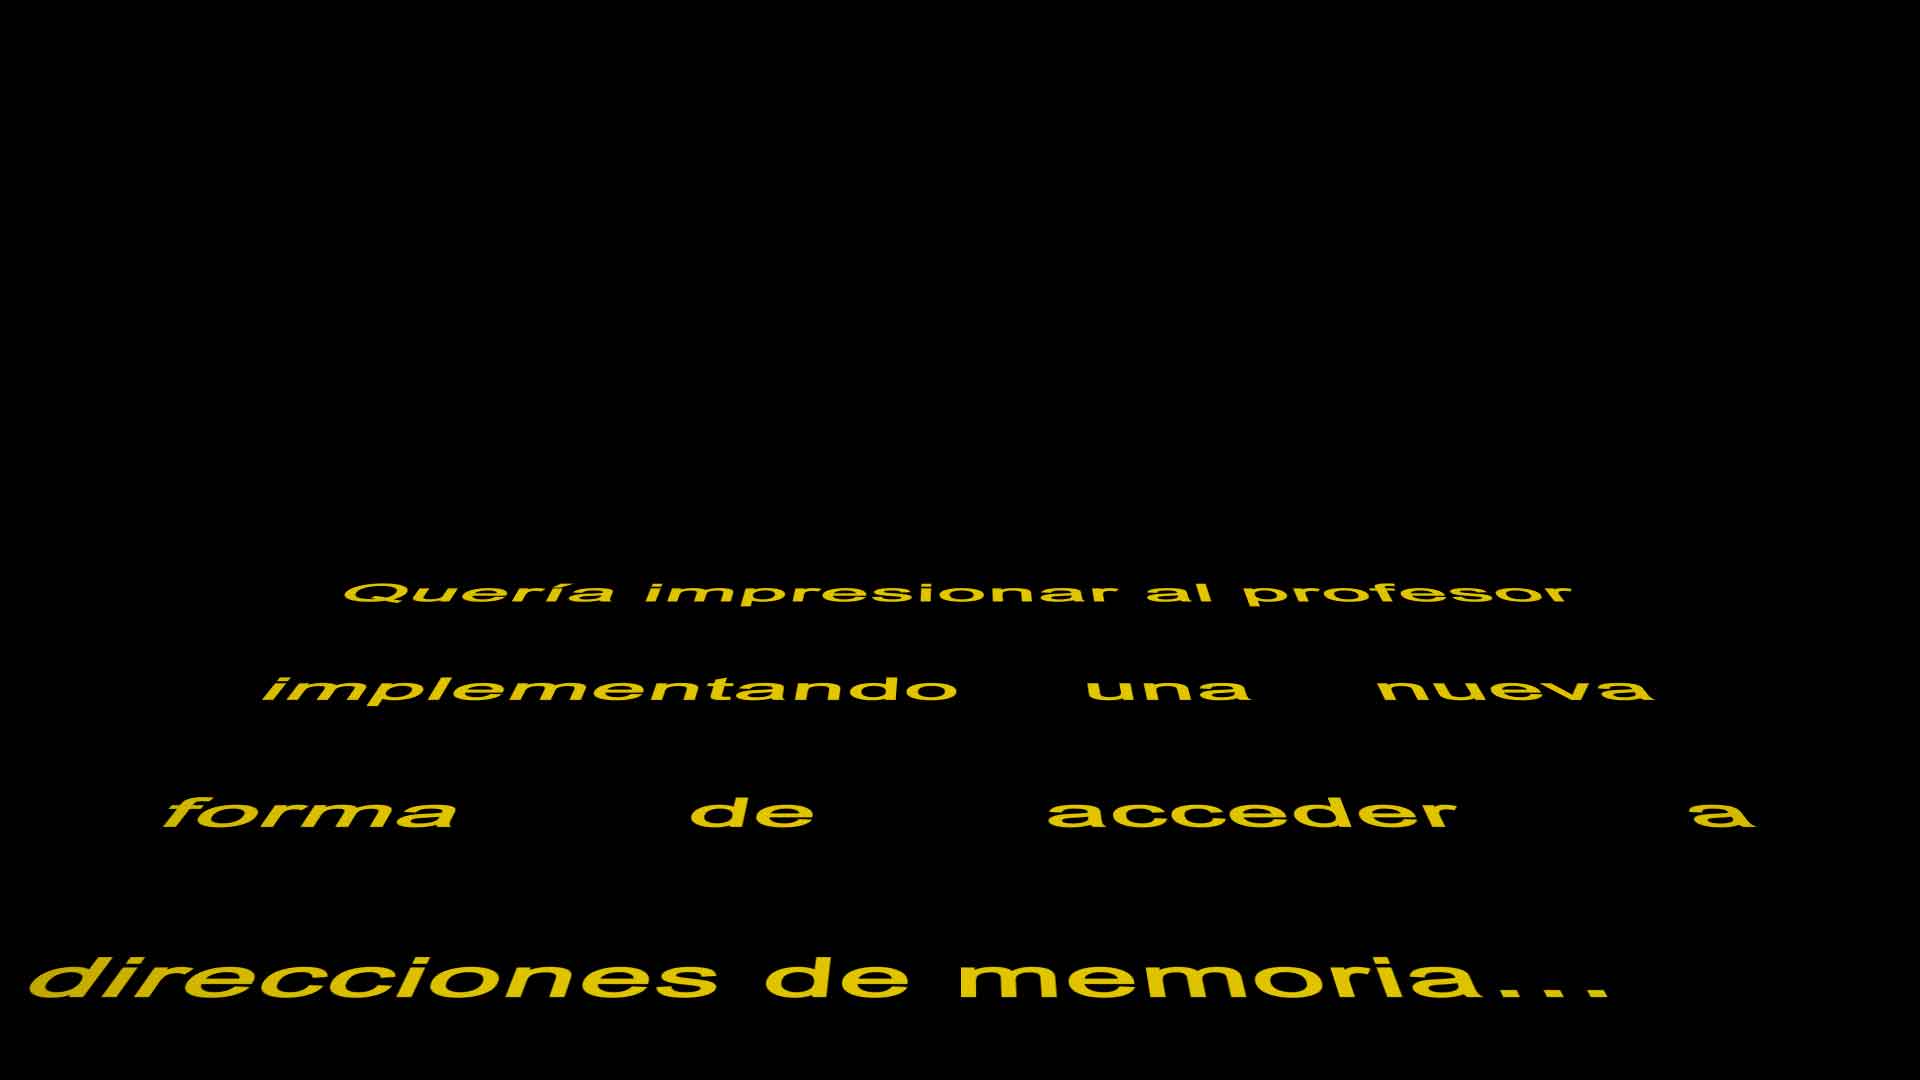 Quería impresionar al profesor
implementando una nueva
forma de acceder a
direcciones de memoria...